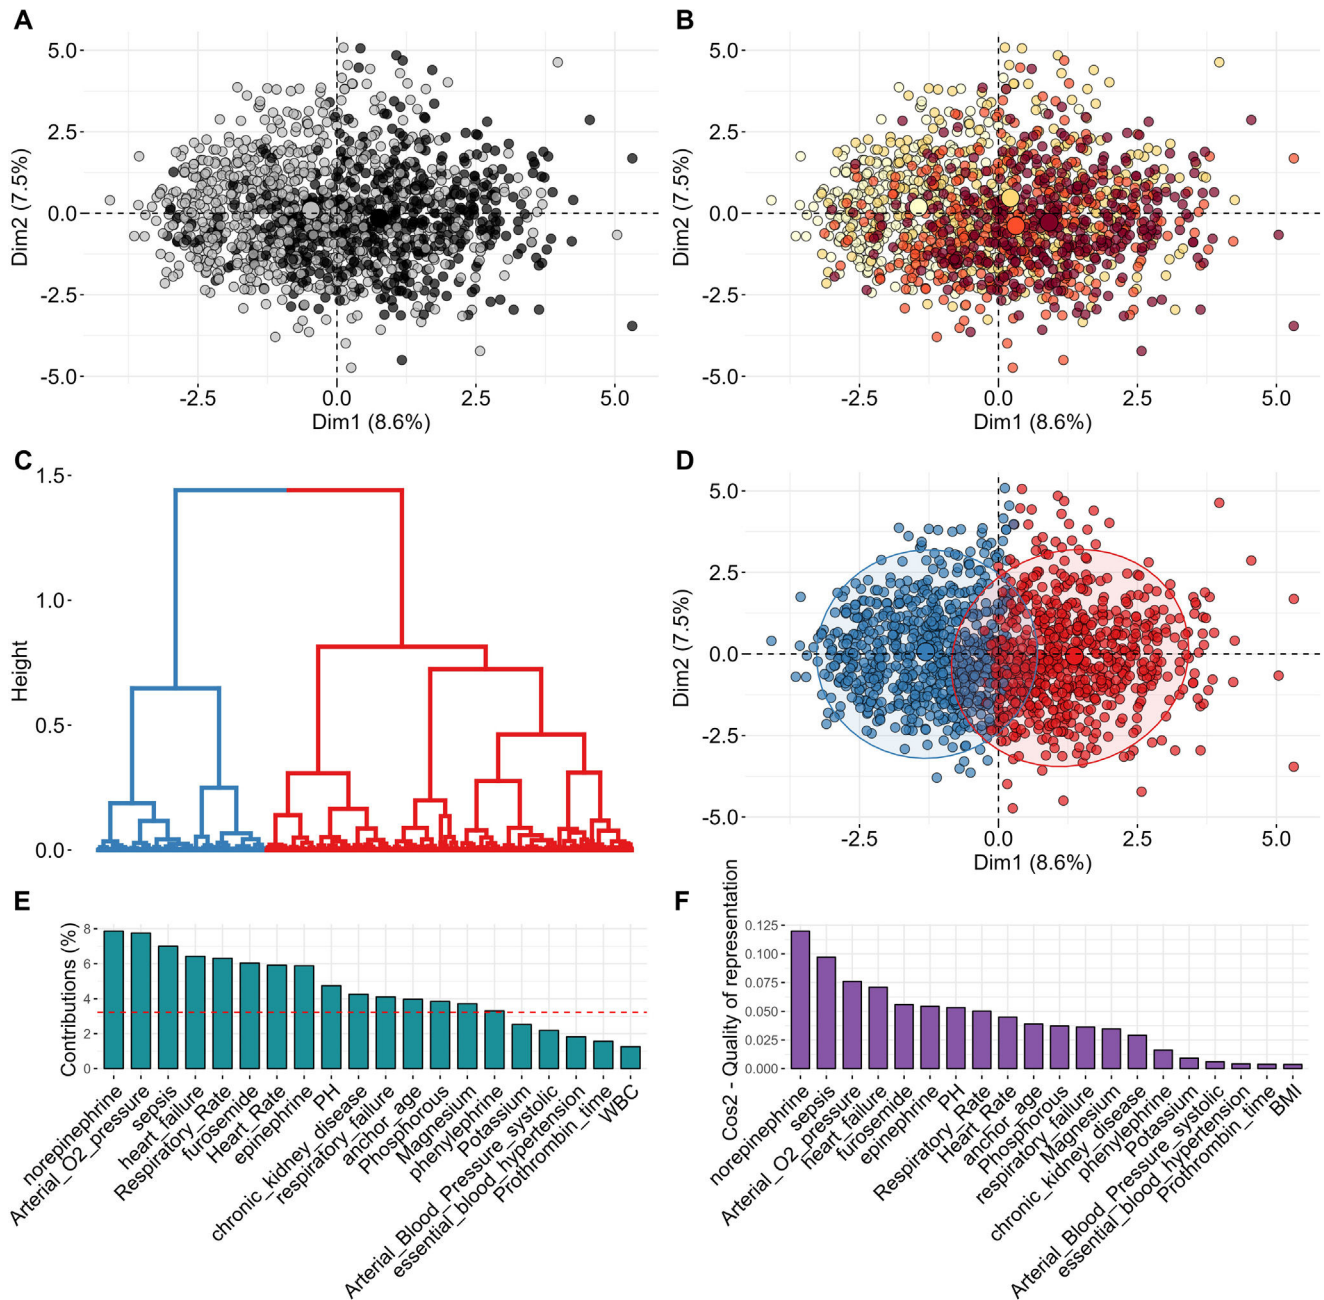 A
5.0
2.5
0.0
-2.5
-5.0
Dim2 (7.5%)
-2.5
0.0
2.5
5.0
Dim1 (8.6%)
B
5.0
2.5
0.0
-2.5
-5.0
Dim2 (7.5%)
-2.5
0.0
2.5
5.0
Dim1 (8.6%)
C
1.5
1.0
0.5
0.0
Height
D
5.0
2.5
0.0
-2.5
-5.0
Dim2 (7.5%)
-2.5
0.0
2.5
5.0
Dim1 (8.6%)
E
8
6
4
2
0
Contributions (%)
norepinephrine
Arterial_O2_pressure
sepsis
heart_failure
Respiratory_Rate
furosemide
Heart_Rate
epinephrine
PH
chronic_kidney_disease
respiratory_failure
anchor_age
Phosphorous
Magnesium
phenylephrine
Potassium
Arterial_Blood_Pressure_systolic
essential_blood_hypertension
Prothrombin_time
WBC
F
0.125
0.100
0.075
0.050
0.025
0.000
Cos2 - Quality of representation
norepinephrine
sepsis
Arterial_O2_pressure
heart_failure
furosemide
epinephrine
PH
Respiratory_Rate
Heart_Rate
anchor_age
Phosphorous
respiratory_failure
Magnesium
chronic_kidney_disease
phenylephrine
Potassium
Arterial_Blood_Pressure_systolic
essential_blood_hypertension
Prothrombin_time
BMI